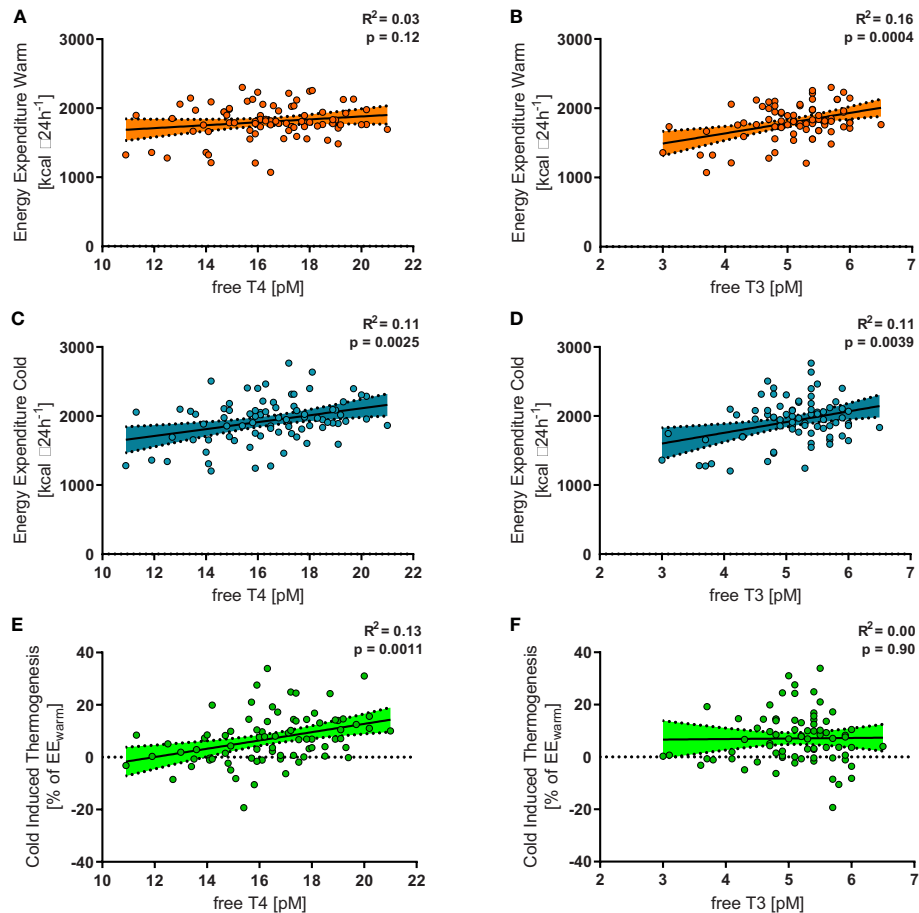 A
R² = 0.03
p = 0.12
Energy Expenditure Warm
[kcal □24h⁻¹]
3000
2000
1000
0
10 12 14 16 18 20 22
free T4 [pM]
B
R² = 0.16
p = 0.0004
Energy Expenditure Warm
[kcal □24h⁻¹]
3000
2000
1000
0
2 3 4 5 6 7
free T3 [pM]
C
R² = 0.11
p = 0.0025
Energy Expenditure Cold
[kcal □24h⁻¹]
3000
2000
1000
0
10 12 14 16 18 20 22
free T4 [pM]
D
R² = 0.11
p = 0.0039
Energy Expenditure Cold
[kcal □24h⁻¹]
3000
2000
1000
0
2 3 4 5 6 7
free T3 [pM]
E
R² = 0.13
p = 0.0011
Cold Induced Thermogenesis
[% of EEwarm]
40
20
0
-20
-40
10 12 14 16 18 20 22
free T4 [pM]
F
R² = 0.00
p = 0.90
Cold Induced Thermogenesis
[% of EEwarm]
40
20
0
-20
-40
2 3 4 5 6 7
free T3 [pM]